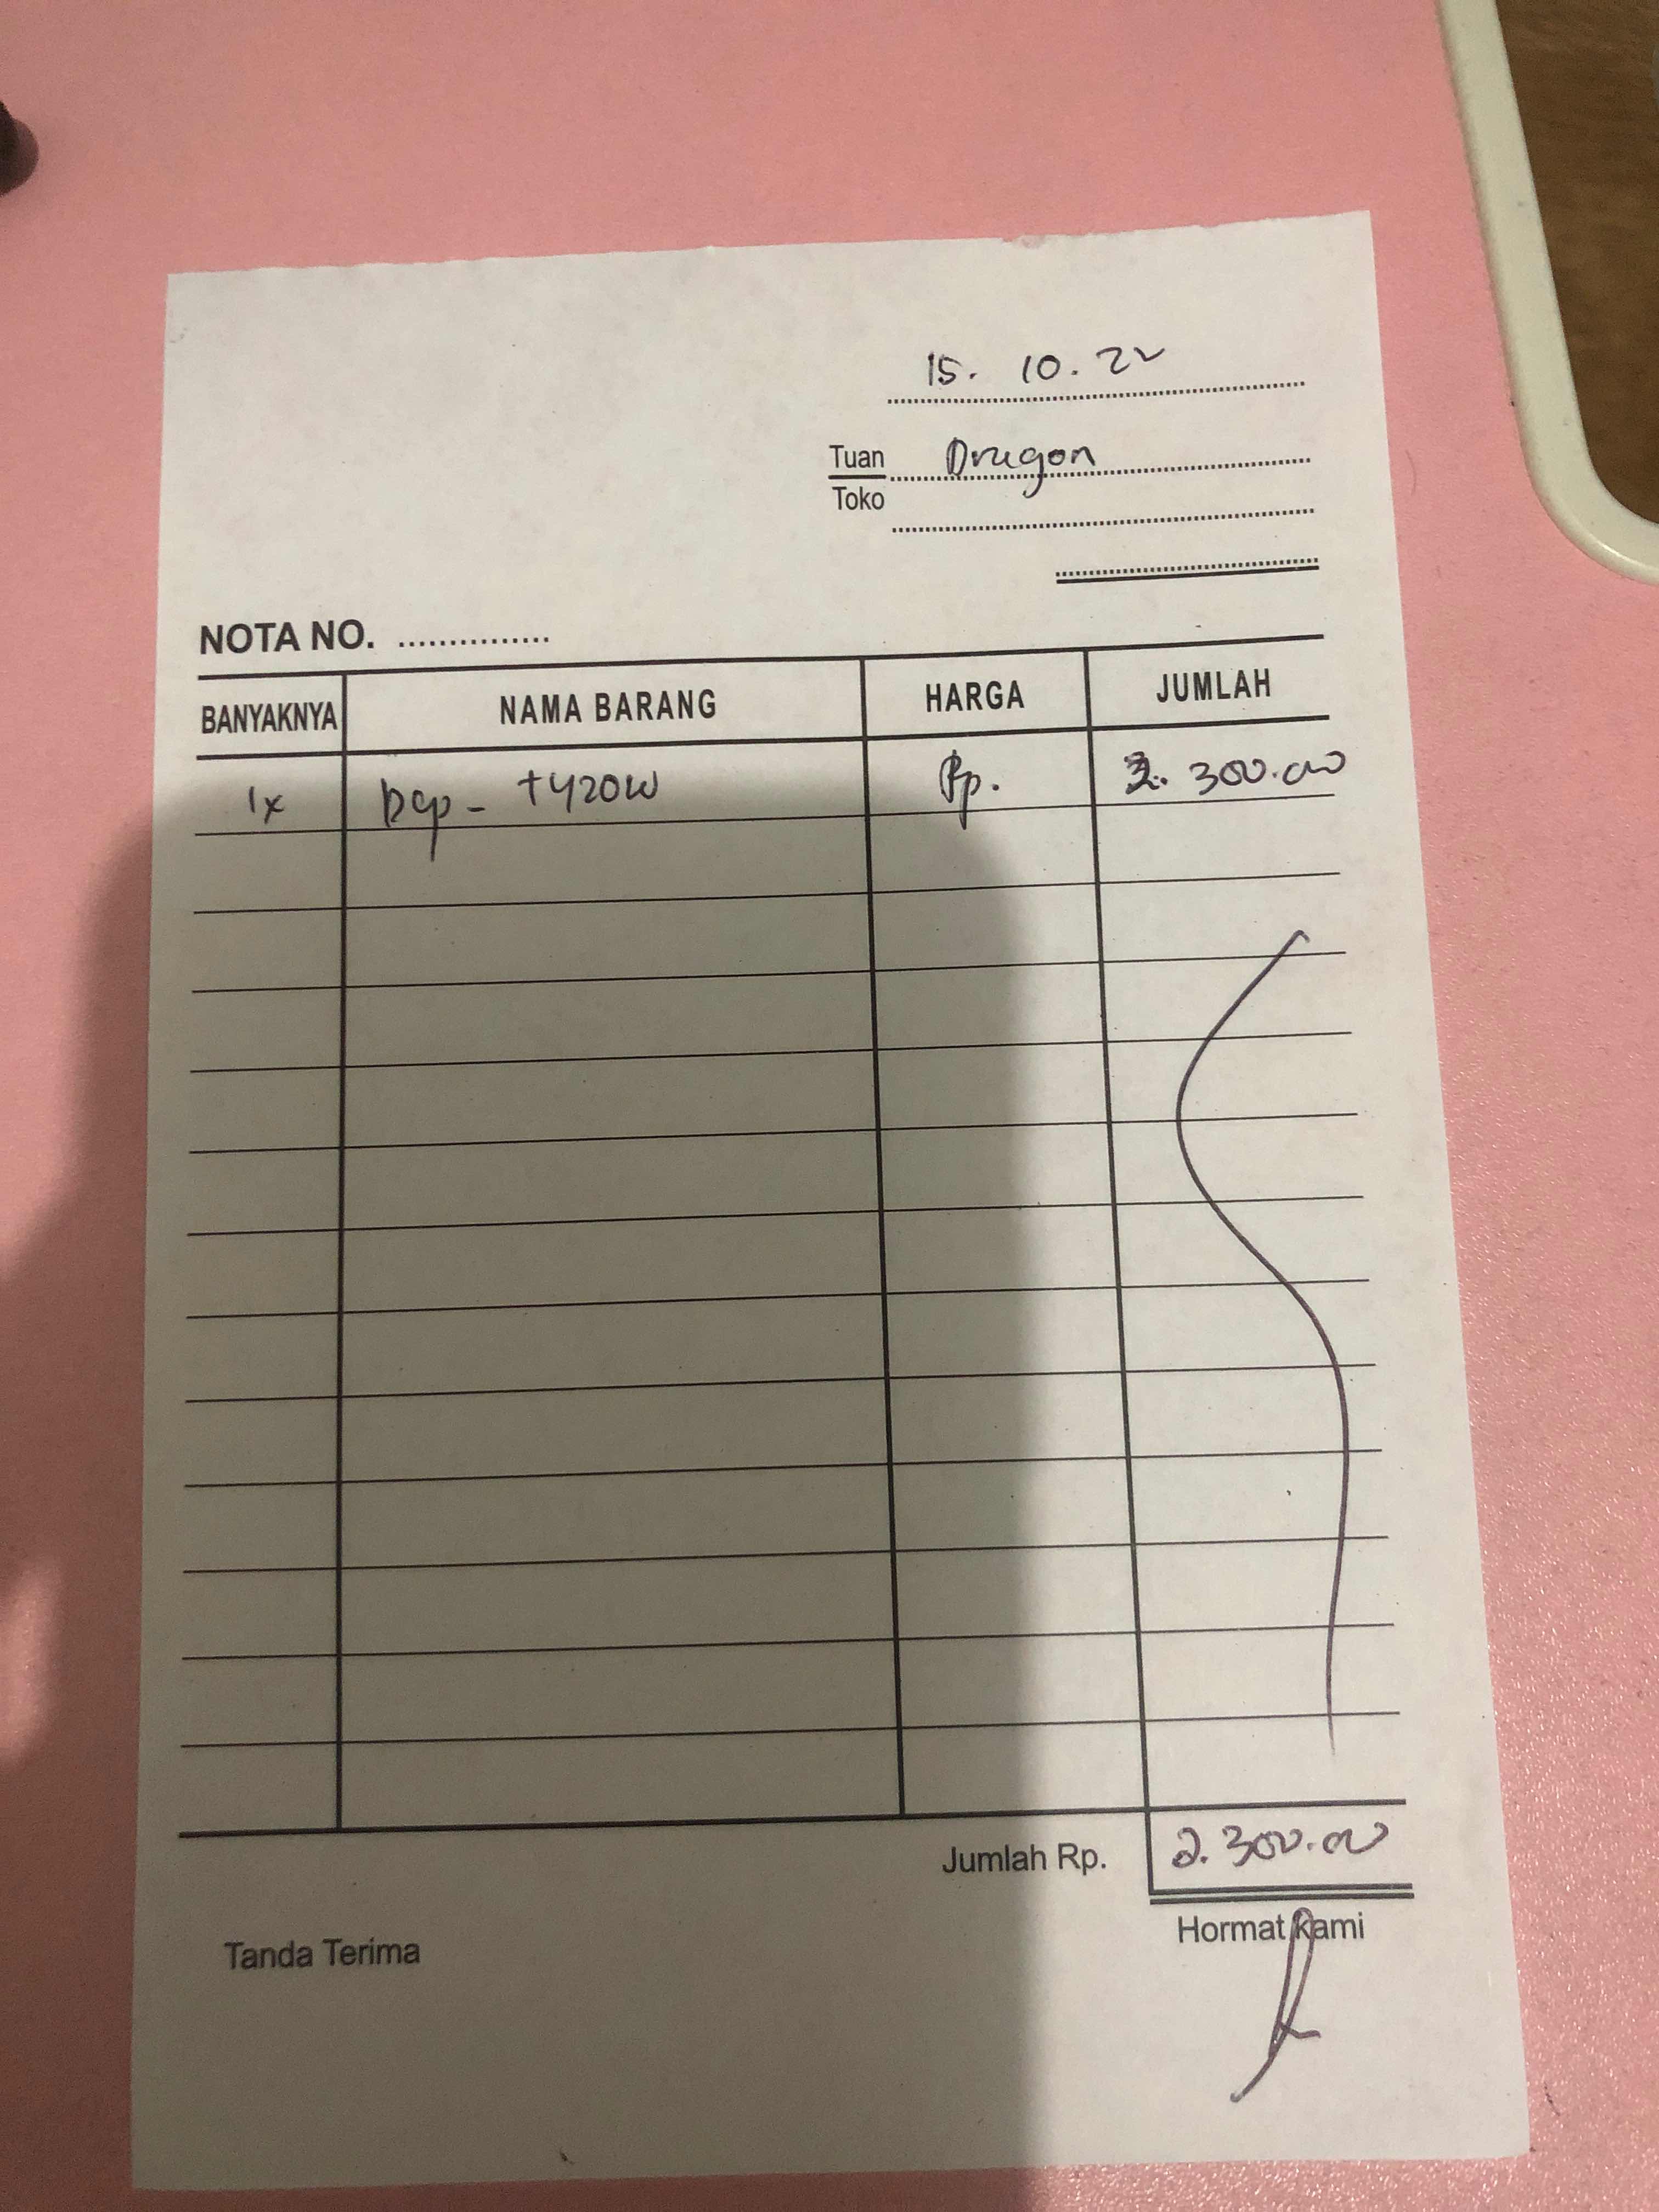 15. 10. 22
Tuan Dragon
Toko
NOTA NO. ...............
BANYAKNYA NAMA BARANG HARGA JUMLAH
1x Dcp - T420W Rp. 2. 300.000
Jumlah Rp. 2. 300.000
Tanda Terima Hormat kami